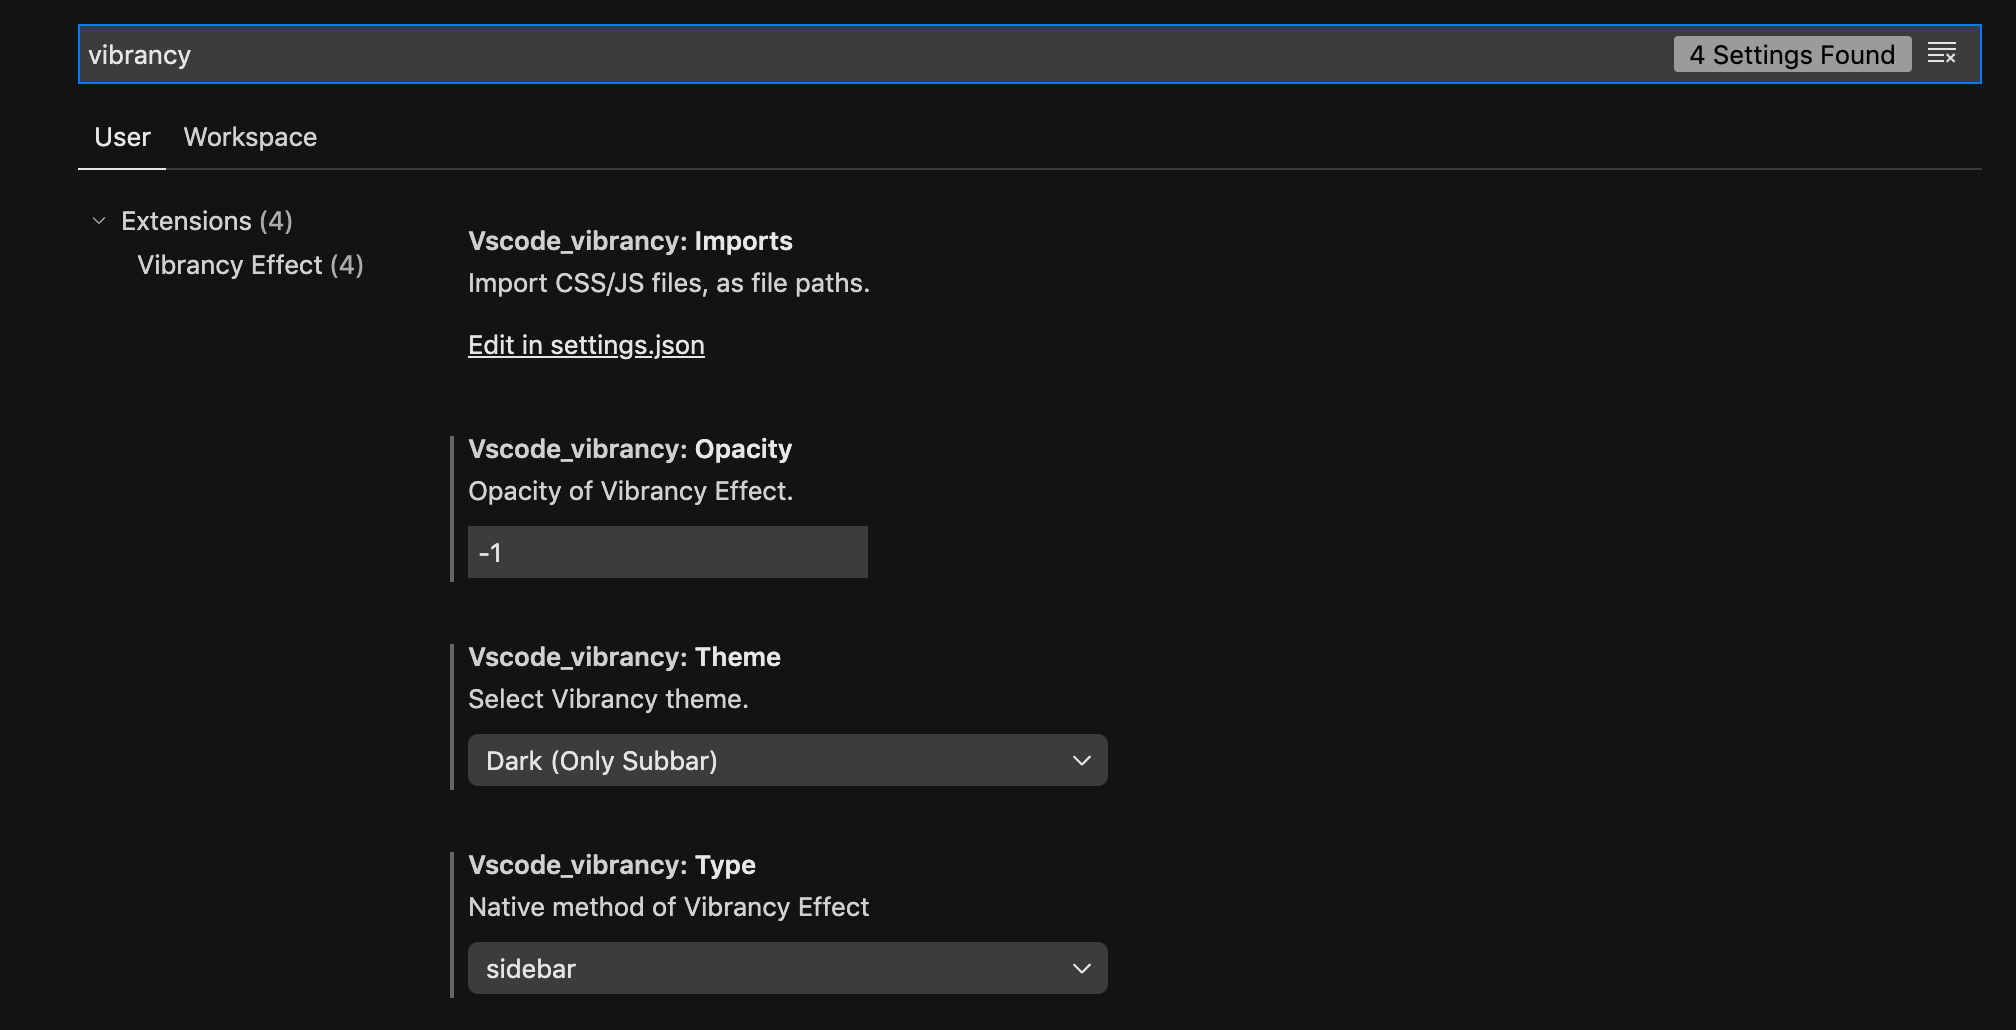 vibrancy
4 Settings Found
User Workspace
Extensions (4)
Vibrancy Effect (4)
Vscode_vibrancy: Imports
Import CSS/JS files, as file paths.
Edit in settings.json
Vscode_vibrancy: Opacity
Opacity of Vibrancy Effect.
-1
Vscode_vibrancy: Theme
Select Vibrancy theme.
Dark (Only Subbar)
Vscode_vibrancy: Type
Native method of Vibrancy Effect
sidebar